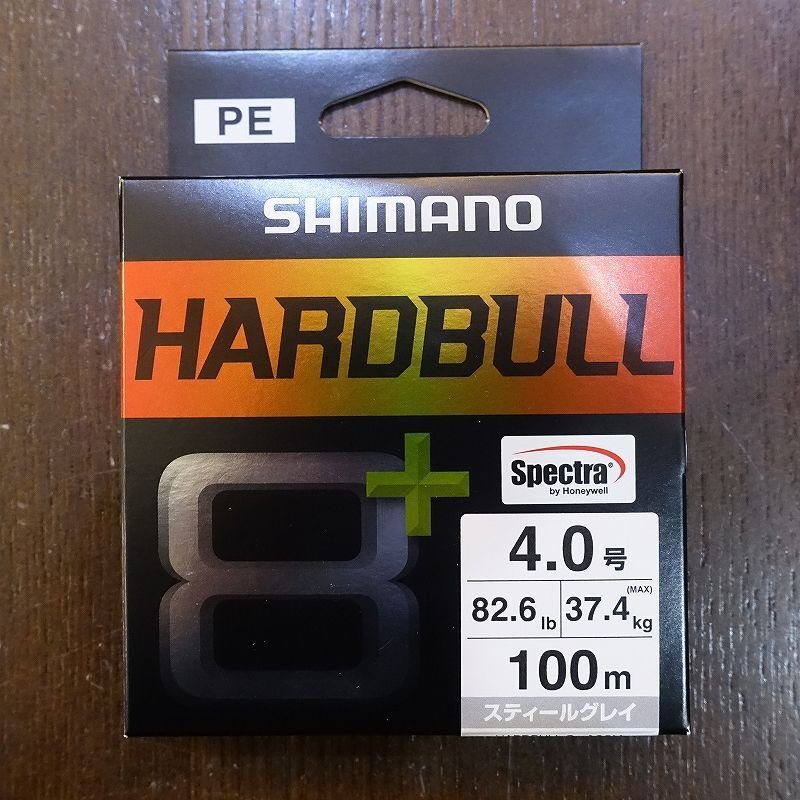 PE
SHIMANO
HARDBULL
8+
Spectra®
by Honeywell
4.0号
82.6lb 37.4kg (MAX)
100m
スティールグレイ